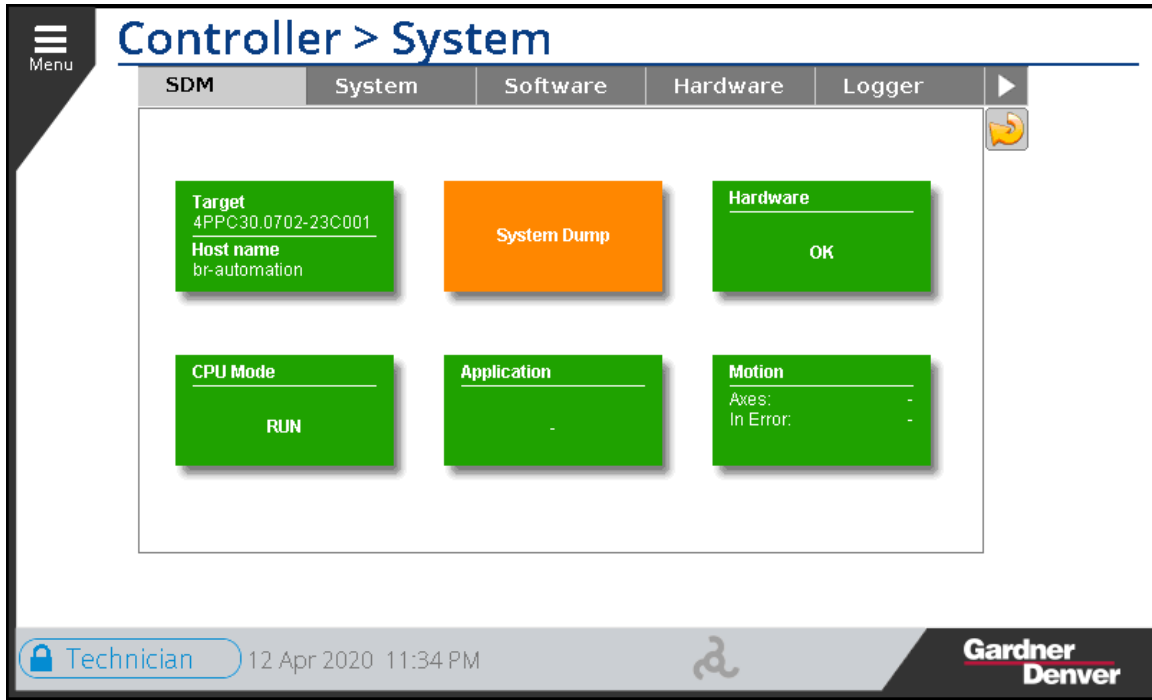 Menu
Controller > System
SDM
System
Software
Hardware
Logger
Target
4PPC30.0702-23C001
Host name
br-automation
System Dump
Hardware
OK
CPU Mode
RUN
Application
-
Motion
Axes: -
In Error: -
Technician
12 Apr 2020 11:34 PM
Gardner
Denver